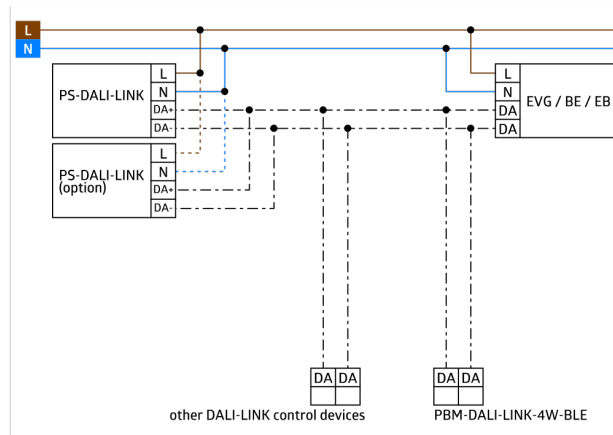 L
N
PS-DALI-LINK
L
N
DA+
DA-
PS-DALI-LINK
(option)
L
N
DA+
DA-
L
N
DA
DA
EVG / BE / EB
DA DA
other DALI-LINK control devices
DA DA
PBM-DALI-LINK-4W-BLE